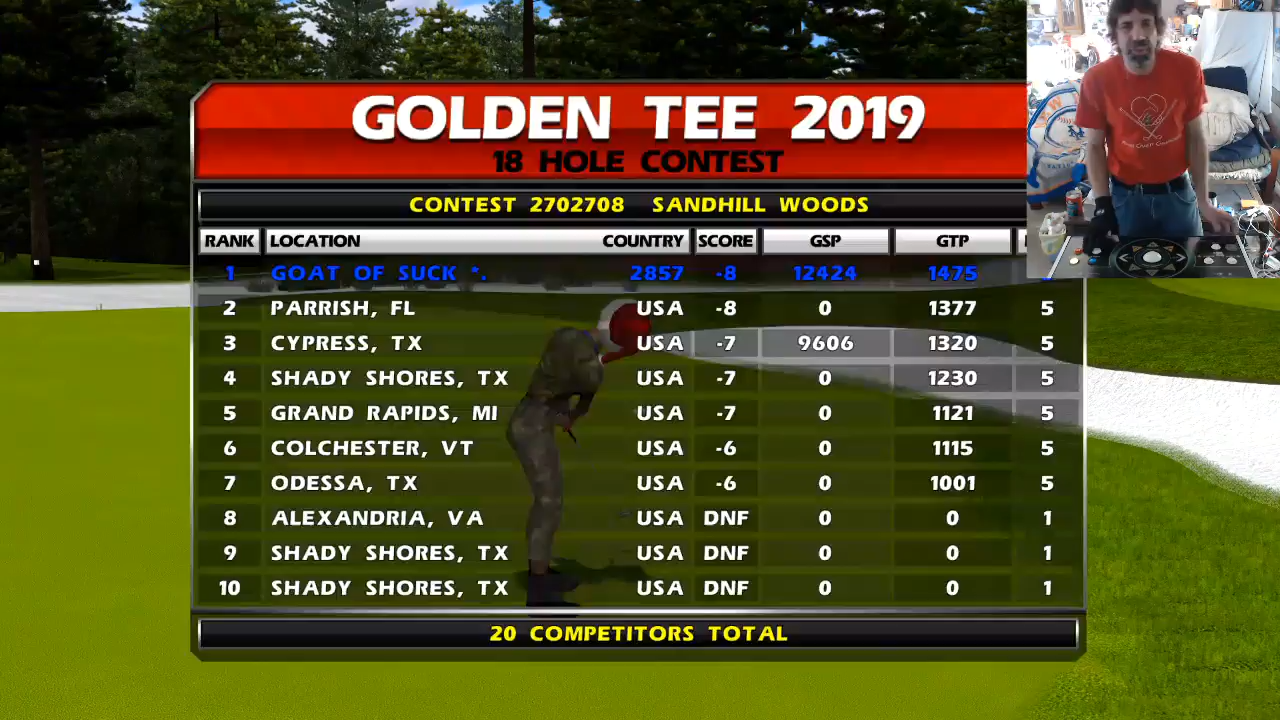 GOLDEN TEE 2019
18 HOLE CONTEST
CONTEST 2702708 SANDHILL WOODS
RANK LOCATION COUNTRY SCORE GSP GTP
1 GOAT OF SUCK *. 2857 -8 12424 1475
2 PARRISH, FL USA -8 0 1377 5
3 CYPRESS, TX USA -7 9606 1320 5
4 SHADY SHORES, TX USA -7 0 1230 5
5 GRAND RAPIDS, MI USA -7 0 1121 5
6 COLCHESTER, VT USA -6 0 1115 5
7 ODESSA, TX USA -6 0 1001 5
8 ALEXANDRIA, VA USA DNF 0 0 1
9 SHADY SHORES, TX USA DNF 0 0 1
10 SHADY SHORES, TX USA DNF 0 0 1
20 COMPETITORS TOTAL